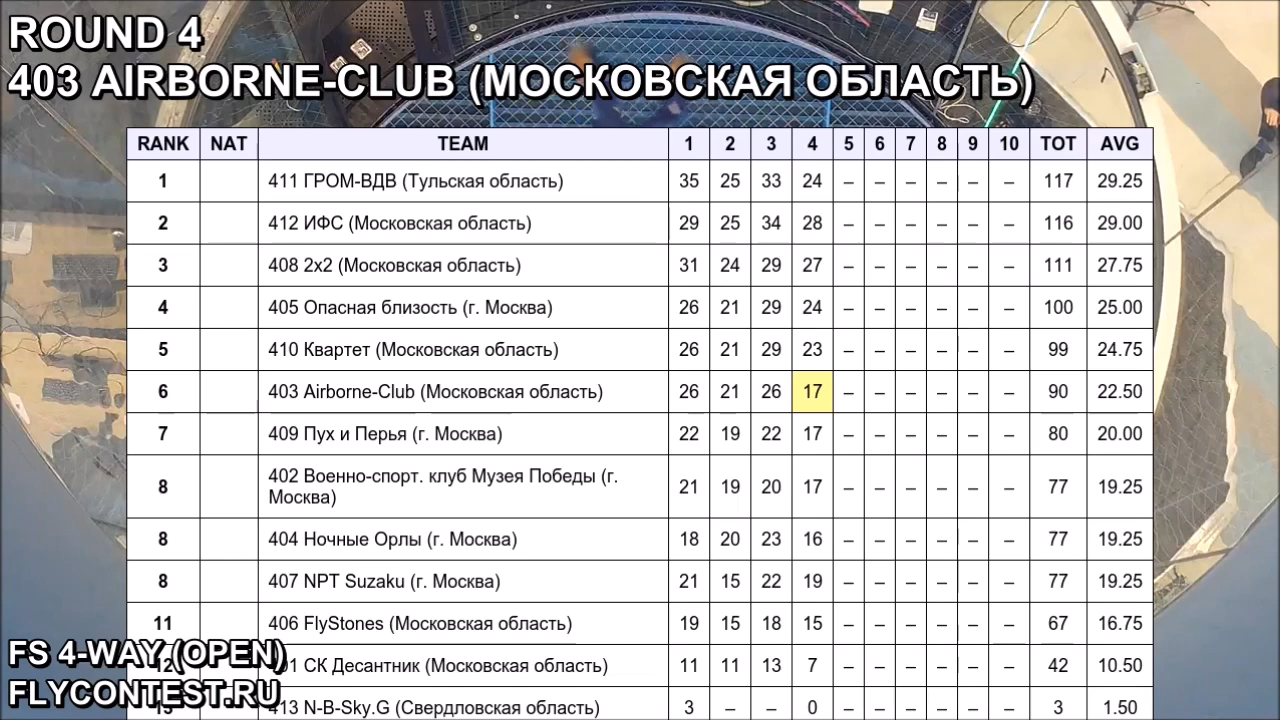 ROUND 4
403 AIRBORNE-CLUB (МОСКОВСКАЯ ОБЛАСТЬ)
RANK NAT TEAM 1 2 3 4 5 6 7 8 9 10 TOT AVG
1 411 ГРОМ-ВДВ (Тульская область) 35 25 33 24 – – – – – – 117 29.25
2 412 ИФС (Московская область) 29 25 34 28 – – – – – – 116 29.00
3 408 2x2 (Московская область) 31 24 29 27 – – – – – – 111 27.75
4 405 Опасная близость (г. Москва) 26 21 29 24 – – – – – – 100 25.00
5 410 Квартет (Московская область) 26 21 29 23 – – – – – – 99 24.75
6 403 Airborne-Club (Московская область) 26 21 26 17 – – – – – – 90 22.50
7 409 Пух и Перья (г. Москва) 22 19 22 17 – – – – – – 80 20.00
8 402 Военно-спорт. клуб Музея Победы (г.
Москва) 21 19 20 17 – – – – – – 77 19.25
8 404 Ночные Орлы (г. Москва) 18 20 23 16 – – – – – – 77 19.25
8 407 NPT Suzaku (г. Москва) 21 15 22 19 – – – – – – 77 19.25
11 406 FlyStones (Московская область) 19 15 18 15 – – – – – – 67 16.75
СК Десантник (Московская область) 11 11 13 7 – – – – – – 42 10.50
413 N-B-Sky.G (Свердловская область) 3 – – 0 – – – – – – 3 1.50
FS 4-WAY (OPEN)
FLYCONTEST.RU